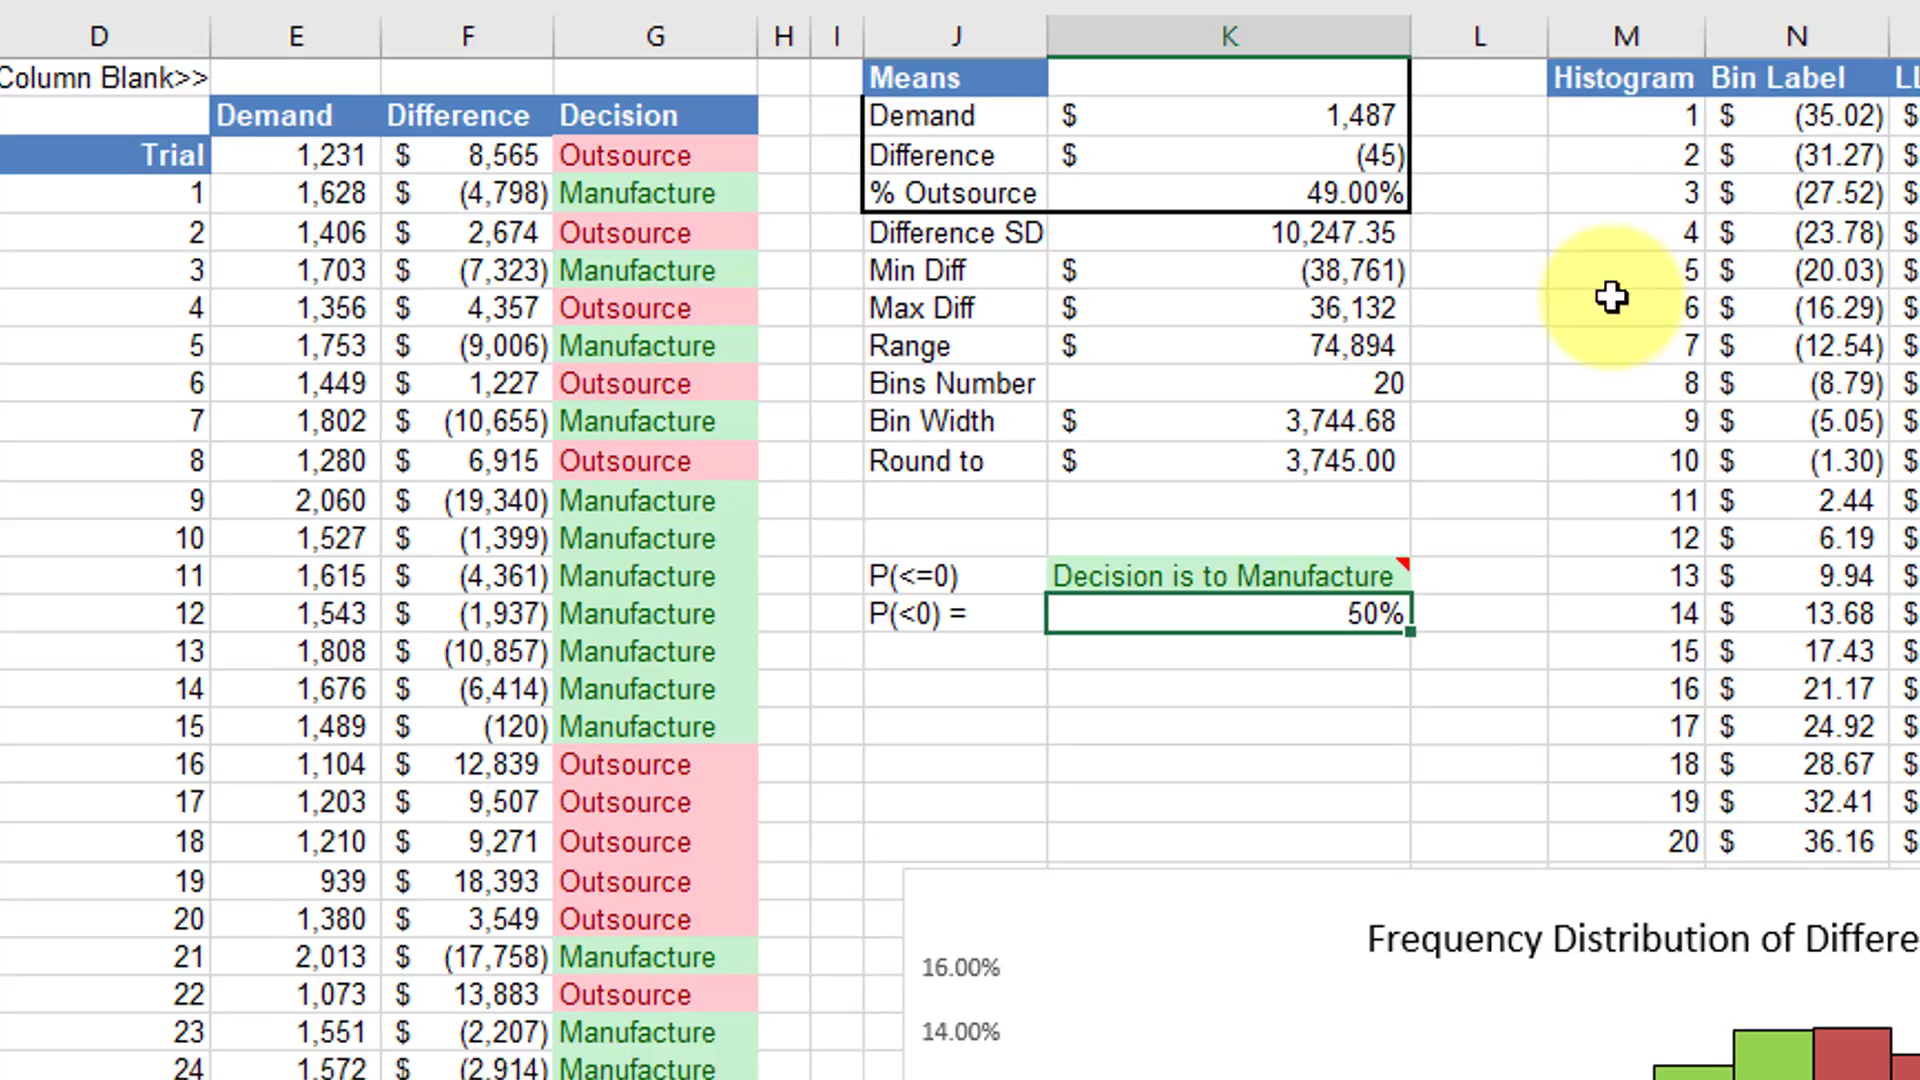 D E F G H I J K L M N
Column Blank>> Means Histogram Bin Label LL
Demand Difference Decision Demand $ 1,487 1 $ (35.02) $
Trial 1,231 $ 8,565 Outsource Difference $ (45) 2 $ (31.27) $
1 1,628 $ (4,798) Manufacture % Outsource 49.00% 3 $ (27.52) $
2 1,406 $ 2,674 Outsource Difference SD 10,247.35 4 $ (23.78) $
3 1,703 $ (7,323) Manufacture Min Diff $ (38,761) 5 $ (20.03) $
4 1,356 $ 4,357 Outsource Max Diff $ 36,132 6 $ (16.29) $
5 1,753 $ (9,006) Manufacture Range $ 74,894 7 $ (12.54) $
6 1,449 $ 1,227 Outsource Bins Number 20 8 $ (8.79) $
7 1,802 $ (10,655) Manufacture Bin Width $ 3,744.68 9 $ (5.05) $
8 1,280 $ 6,915 Outsource Round to $ 3,745.00 10 $ (1.30) $
9 2,060 $ (19,340) Manufacture 11 $ 2.44 $
10 1,527 $ (1,399) Manufacture 12 $ 6.19 $
11 1,615 $ (4,361) Manufacture P(<=0) Decision is to Manufacture 13 $ 9.94 $
12 1,543 $ (1,937) Manufacture P(<0) = 50% 14 $ 13.68 $
13 1,808 $ (10,857) Manufacture 15 $ 17.43 $
14 1,676 $ (6,414) Manufacture 16 $ 21.17 $
15 1,489 $ (120) Manufacture 17 $ 24.92 $
16 1,104 $ 12,839 Outsource 18 $ 28.67 $
17 1,203 $ 9,507 Outsource 19 $ 32.41 $
18 1,210 $ 9,271 Outsource 20 $ 36.16 $
19 939 $ 18,393 Outsource
20 1,380 $ 3,549 Outsource Frequency Distribution of Differe
21 2,013 $ (17,758) Manufacture 16.00%
22 1,073 $ 13,883 Outsource
23 1,551 $ (2,207) Manufacture 14.00%
24 1,572 $ (2,914) Manufacture